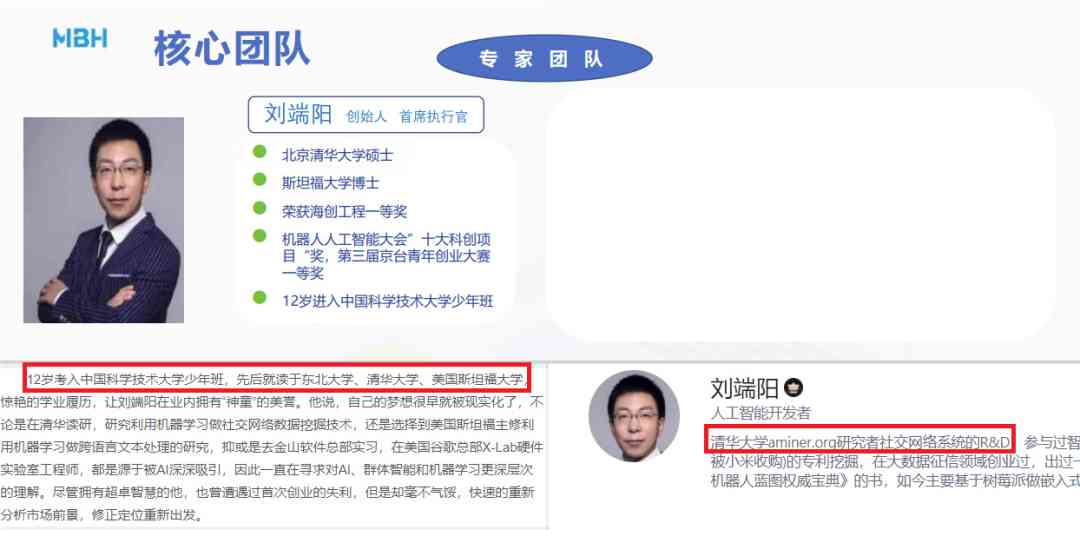 MBH
核心团队
专家团队
刘端阳 创始人 首席执行官
北京清华大学硕士
斯坦福大学博士
荣获海创工程一等奖
机器人人工智能大会”十大科创项
目“奖，第三届京台青年创业大赛
一等奖
12岁进入中国科学技术大学少年班
12岁考入中国科学技术大学少年班，先后就读于东北大学、清华大学、美国斯坦福大学，
惊艳的学业履历，让刘端阳在业内拥有“神童”的美誉。他说，自己的梦想很早就被现实化了，不
论是在清华读研，研究利用机器学习做社交网络数据挖掘技术，还是选择到美国斯坦福主修利
用机器学习做跨语言文本处理的研究，抑或是去金山软件总部实习，在美国谷歌总部X-Lab硬件
实验室工程师，都是源于被AI深深吸引，因此一直在寻求对AI、群体智能和机器学习更深层次
的理解。尽管拥有超卓智慧的他，也曾遭遇过首次创业的失利，但是却毫不气馁，快速的重新
分析市场前景，修正定位重新出发。
刘端阳
人工智能开发者
清华大学aminer.org研究者社交网络系统的R&D，参与过智
被小米收购)的专利挖掘，在大数据征信领域创业过，出过一
机器人蓝图权威宝典》的书，如今主要基于树莓派做嵌入式